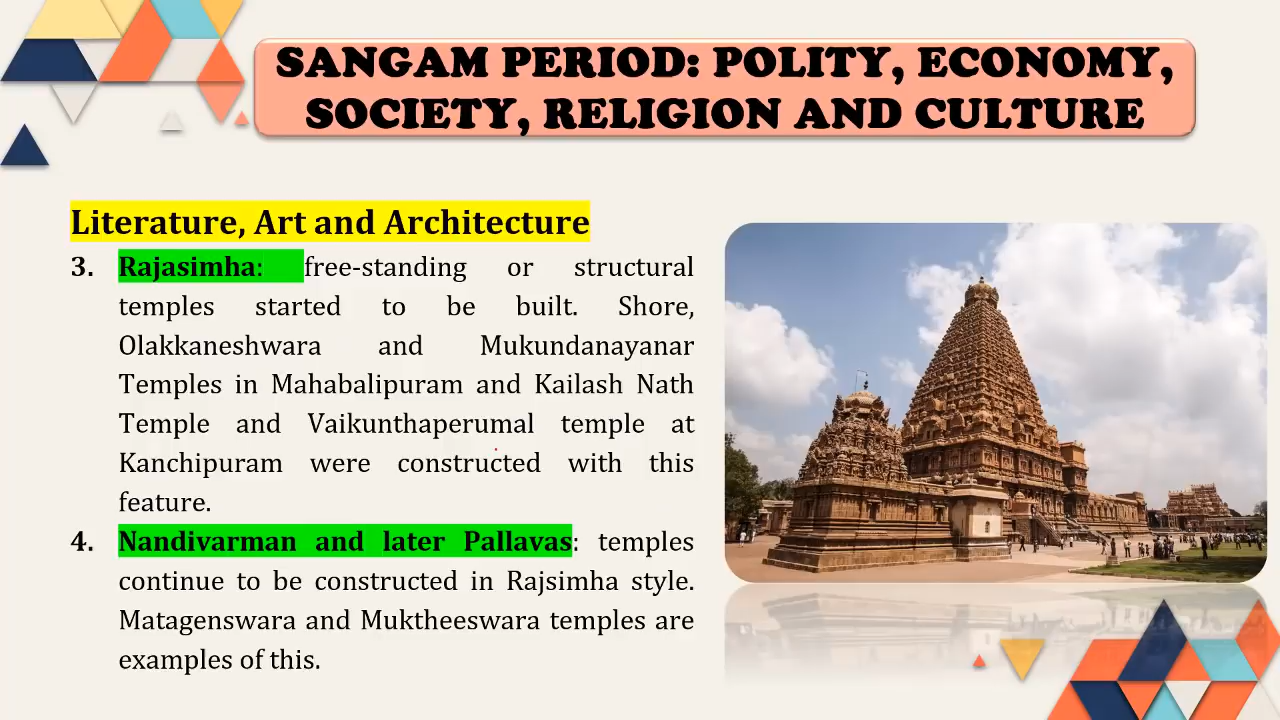 SANGAM PERIOD: POLITY, ECONOMY,
SOCIETY, RELIGION AND CULTURE
Literature, Art and Architecture
3. Rajasimha: free-standing or structural
temples started to be built. Shore,
Olakkaneshwara and Mukundanayanar
Temples in Mahabalipuram and Kailash Nath
Temple and Vaikunthaperumal temple at
Kanchipuram were constructed with this
feature.
4. Nandivarman and later Pallavas: temples
continue to be constructed in Rajsimha style.
Matagenswara and Muktheeswara temples are
examples of this.